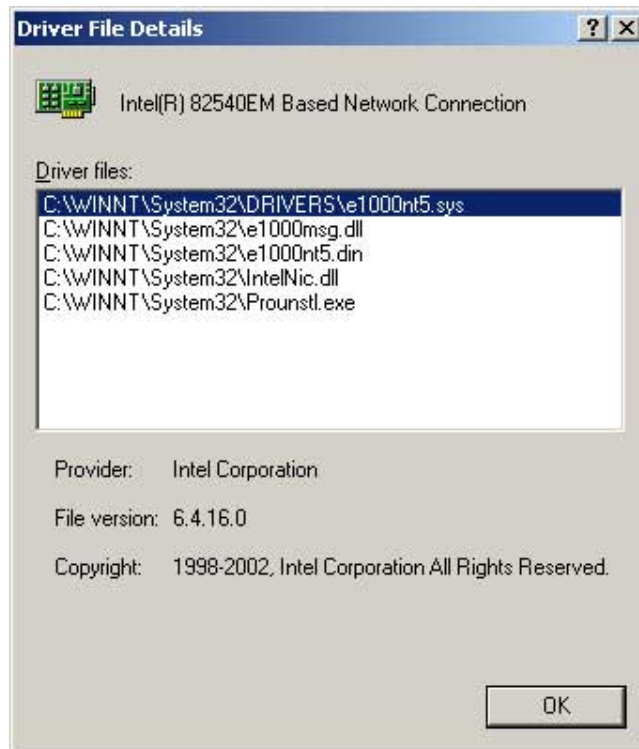 Driver File Details
Intel(R) 82540EM Based Network Connection
Driver files:
C:\WINNT\System32\DRIVERS\e1000nt5.sys
C:\WINNT\System32\e1000msg.dll
C:\WINNT\System32\e1000nt5.din
C:\WINNT\System32\IntelNic.dll
C:\WINNT\System32\Prounstl.exe
Provider: Intel Corporation
File version: 6.4.16.0
Copyright: 1998-2002, Intel Corporation All Rights Reserved.
OK